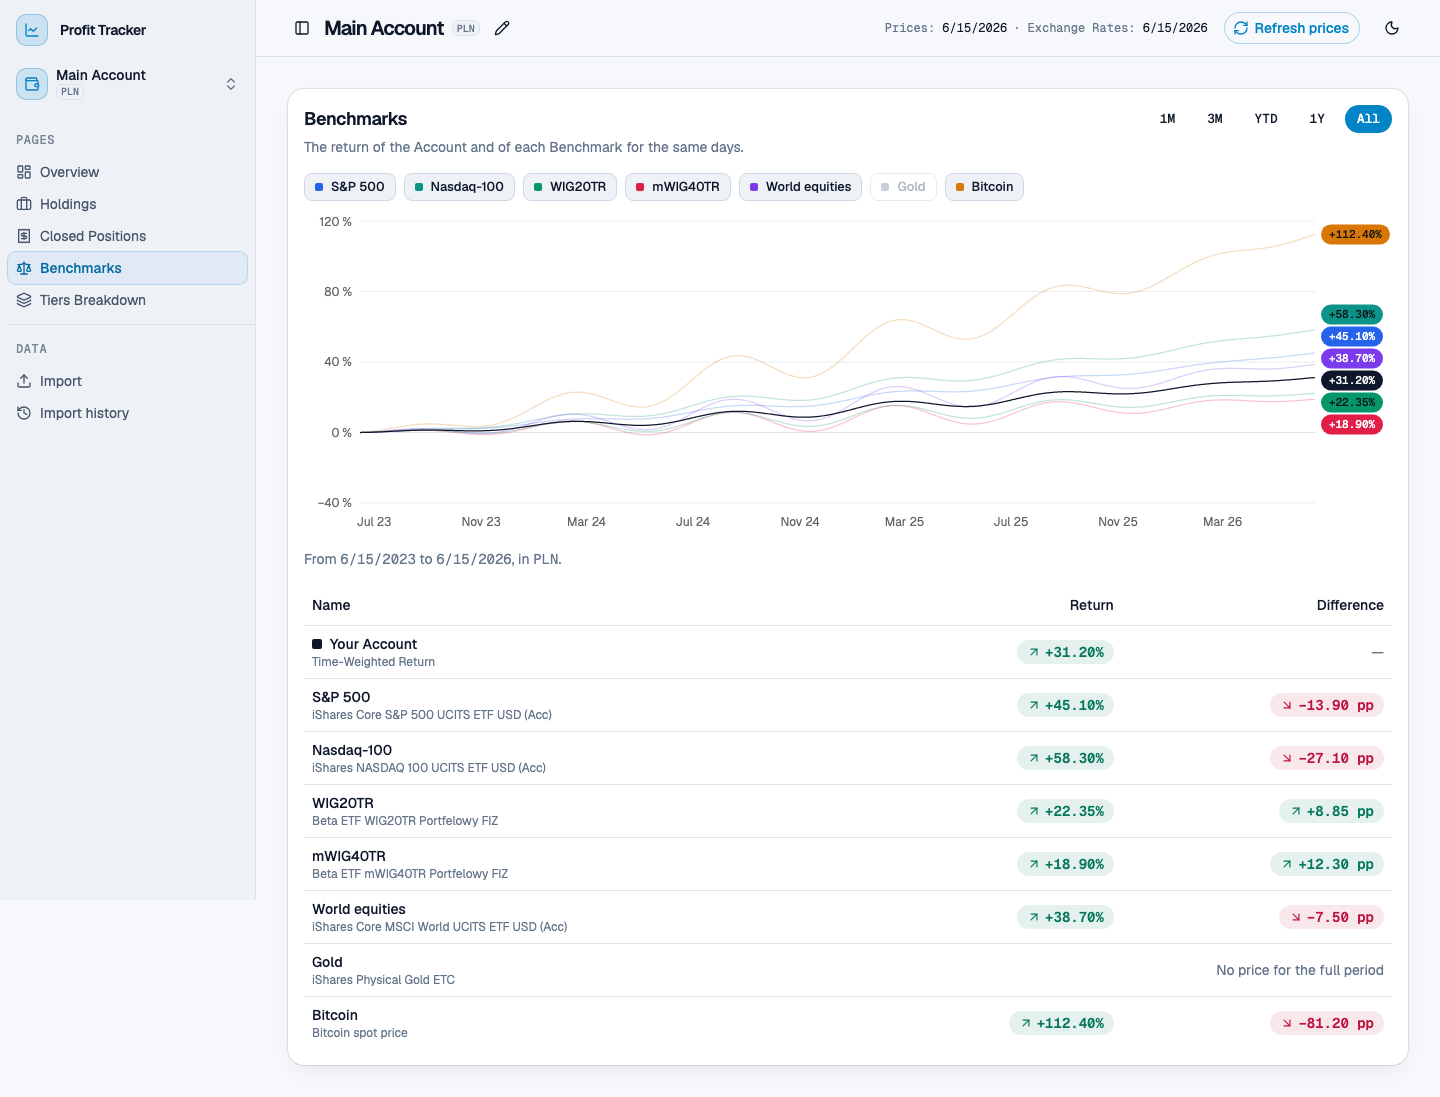 Profit Tracker
Main Account
PLN
PAGES
Overview
Holdings
Closed Positions
Benchmarks
Tiers Breakdown
DATA
Import
Import history
Main Account PLN
Prices: 6/15/2026 · Exchange Rates: 6/15/2026
Refresh prices
Benchmarks
1M 3M YTD 1Y All
The return of the Account and of each Benchmark for the same days.
S&P 500 Nasdaq-100 WIG20TR mWIG40TR World equities Gold Bitcoin
120 %
80 %
40 %
0 %
−40 %
+112.40%
+58.30%
+45.10%
+38.70%
+31.20%
+22.35%
+18.90%
Jul 23 Nov 23 Mar 24 Jul 24 Nov 24 Mar 25 Jul 25 Nov 25 Mar 26
From 6/15/2023 to 6/15/2026, in PLN.
Name Return Difference
Your Account +31.20% —
Time-Weighted Return
S&P 500 +45.10% −13.90 pp
iShares Core S&P 500 UCITS ETF USD (Acc)
Nasdaq-100 +58.30% −27.10 pp
iShares NASDAQ 100 UCITS ETF USD (Acc)
WIG20TR +22.35% +8.85 pp
Beta ETF WIG20TR Portfelowy FIZ
mWIG40TR +18.90% +12.30 pp
Beta ETF mWIG40TR Portfelowy FIZ
World equities +38.70% −7.50 pp
iShares Core MSCI World UCITS ETF USD (Acc)
Gold No price for the full period
iShares Physical Gold ETC
Bitcoin +112.40% −81.20 pp
Bitcoin spot price